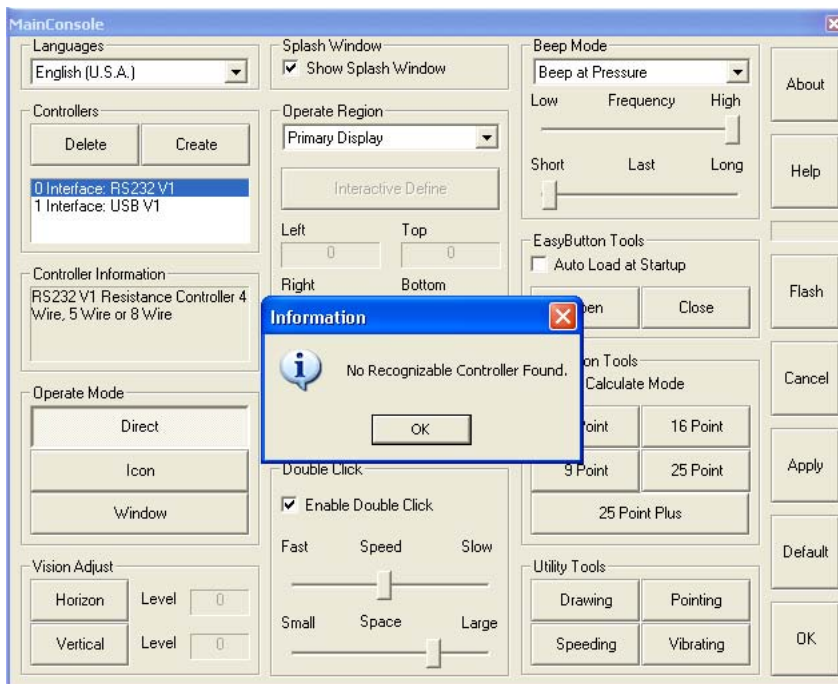 MainConsole
Languages
English (U.S.A.)
Controllers
Delete
Create
0 Interface: RS232 V1
1 Interface: USB V1
Controller Information
RS232 V1 Resistance Controller 4
Wire, 5 Wire or 8 Wire
Operate Mode
Direct
Icon
Window
Vision Adjust
Horizon
Level
0
Vertical
Level
0
Splash Window
Show Splash Window
Operate Region
Primary Display
Interactive Define
Left
Top
0
0
Right
Bottom
Information
No Recognizable Controller Found.
OK
Double Click
Enable Double Click
Fast
Speed
Slow
Small
Space
Large
Beep Mode
Beep at Pressure
Low
Frequency
High
Short
Last
Long
EasyButton Tools
Auto Load at Startup
Close
Tools
Calculate Mode
16 Point
9 Point
25 Point
25 Point Plus
Utility Tools
Drawing
Pointing
Speeding
Vibrating
About
Help
Flash
Cancel
Apply
Default
OK